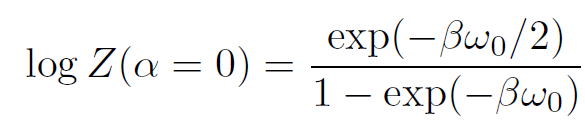 log Z(α = 0) = exp(−βω₀/2) / 1 − exp(−βω₀)